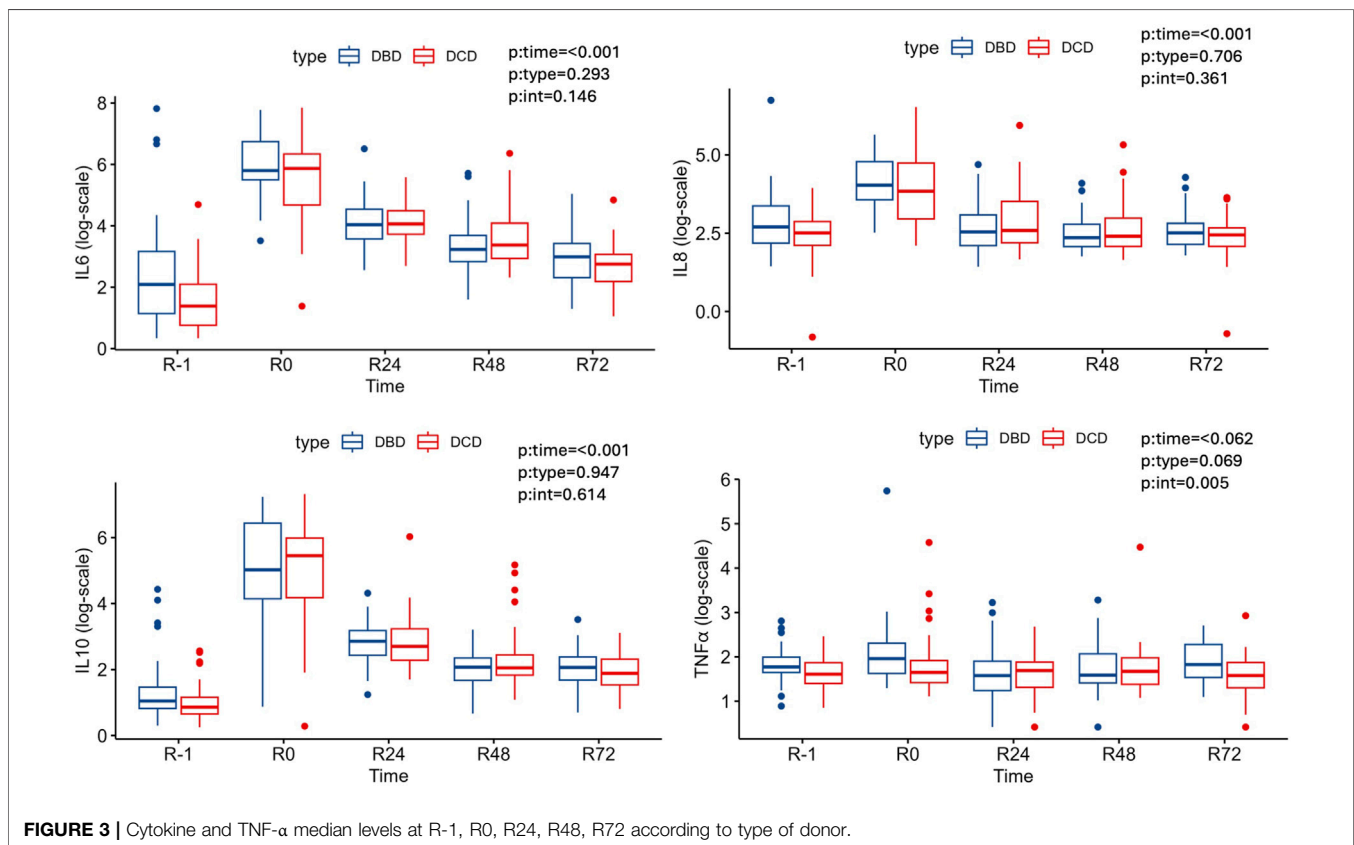 type DBD DCD
p:time=<0.001
p:type=0.293
p:int=0.146
IL6 (log-scale)
8
6
4
2
0
R-1 R0 R24 R48 R72
Time
type DBD DCD
p:time=<0.001
p:type=0.706
p:int=0.361
IL8 (log-scale)
5.0
2.5
0.0
R-1 R0 R24 R48 R72
Time
type DBD DCD
p:time=<0.001
p:type=0.947
p:int=0.614
IL10 (log-scale)
6
4
2
0
R-1 R0 R24 R48 R72
Time
type DBD DCD
p:time=<0.062
p:type=0.069
p:int=0.005
TNFα (log-scale)
6
5
4
3
2
1
R-1 R0 R24 R48 R72
Time
FIGURE 3 | Cytokine and TNF-α median levels at R-1, R0, R24, R48, R72 according to type of donor.